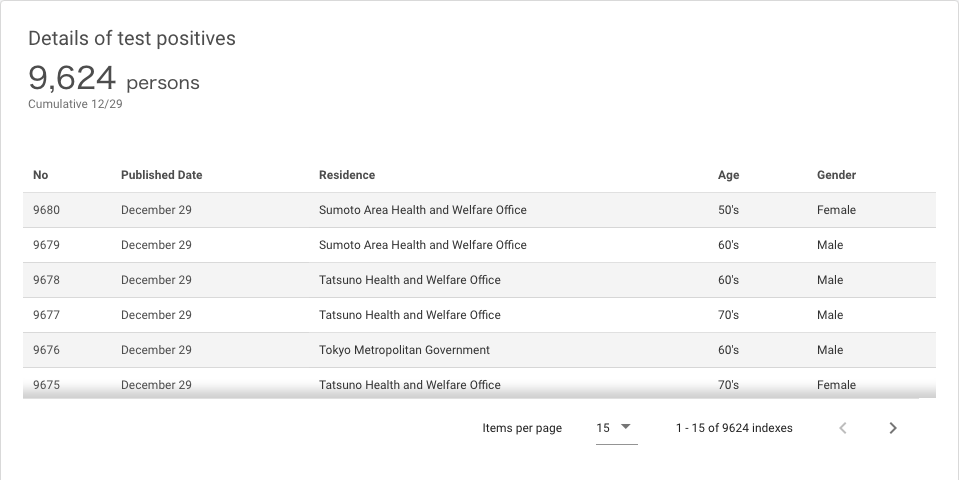 Details of test positives
9,624 persons
Cumulative 12/29
No Published Date Residence Age Gender
9680 December 29 Sumoto Area Health and Welfare Office 50's Female
9679 December 29 Sumoto Area Health and Welfare Office 60's Male
9678 December 29 Tatsuno Health and Welfare Office 60's Male
9677 December 29 Tatsuno Health and Welfare Office 70's Male
9676 December 29 Tokyo Metropolitan Government 60's Male
9675 December 29 Tatsuno Health and Welfare Office 70's Female
Items per page 15 1 - 15 of 9624 indexes